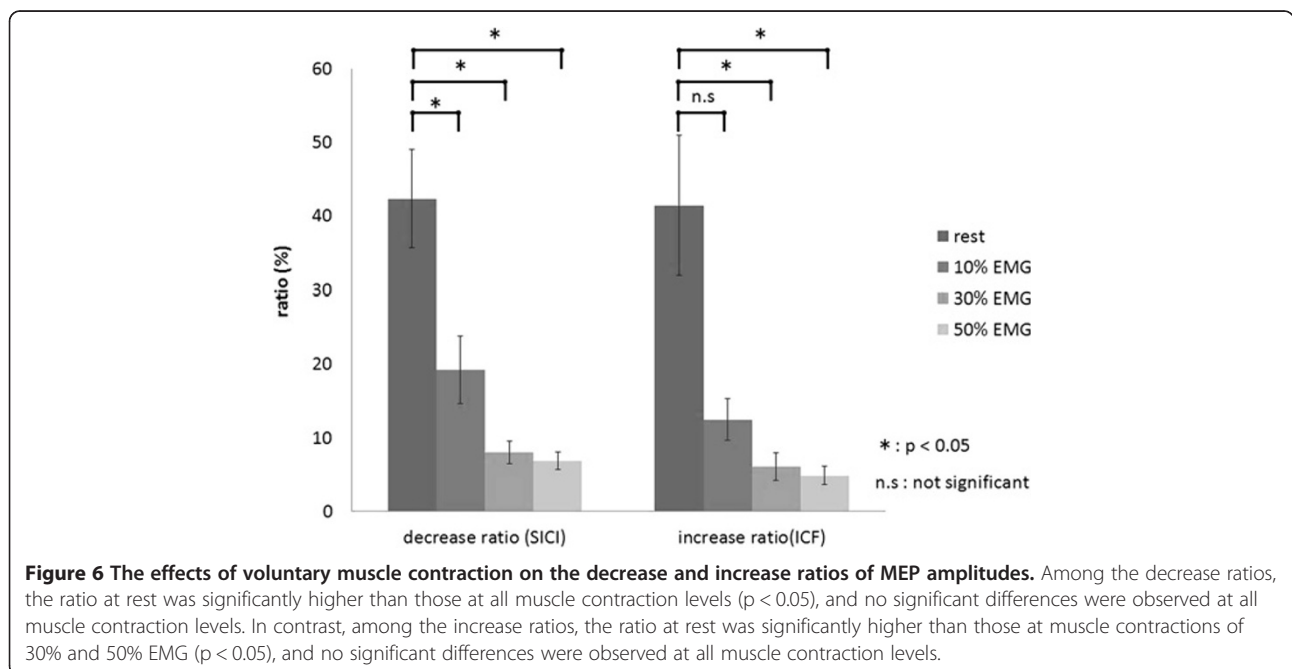 *
*
*
*
*
n.s
60
50
40
30
20
10
0
ratio (%)
rest
10% EMG
30% EMG
50% EMG
* : p < 0.05
n.s : not significant
decrease ratio (SICI)
increase ratio(ICF)
Figure 6 The effects of voluntary muscle contraction on the decrease and increase ratios of MEP amplitudes. Among the decrease ratios,
the ratio at rest was significantly higher than those at all muscle contraction levels (p < 0.05), and no significant differences were observed at all
muscle contraction levels. In contrast, among the increase ratios, the ratio at rest was significantly higher than those at muscle contractions of
30% and 50% EMG (p < 0.05), and no significant differences were observed at all muscle contraction levels.